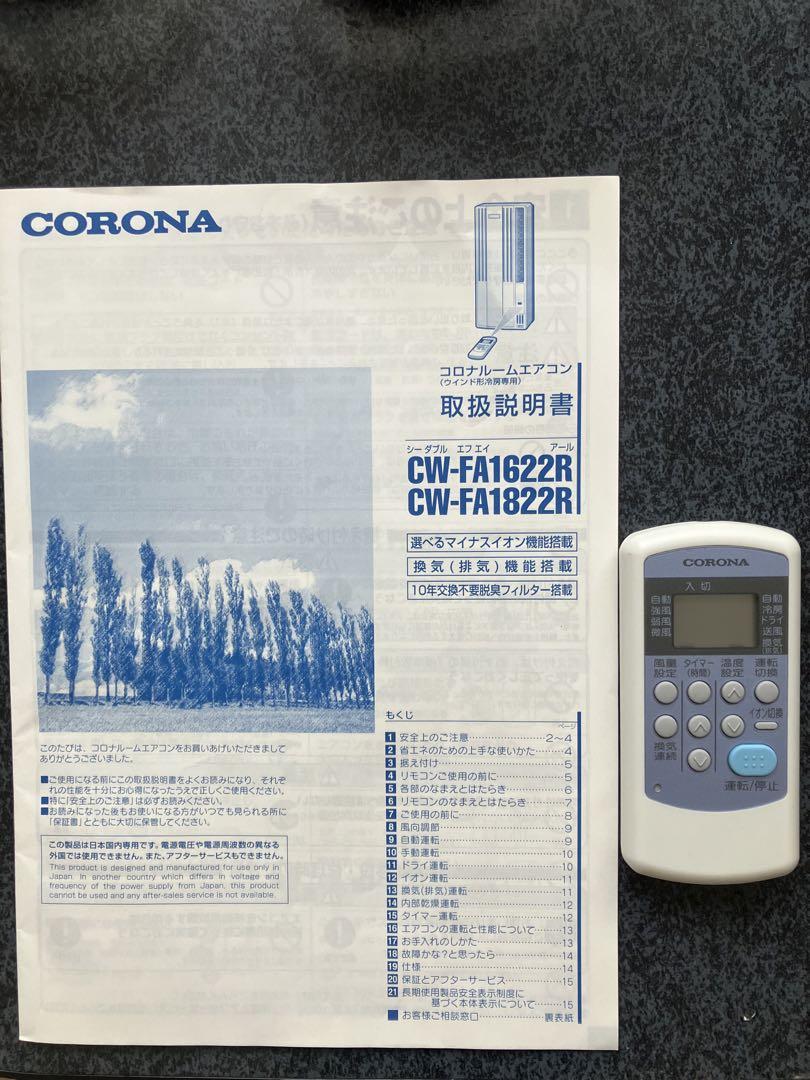 CORONA
コロナルームエアコン
(ウインド形冷房専用)
取扱説明書
シー ダブル エフ エイ アール
CW-FA1622R
CW-FA1822R
選べるマイナスイオン機能搭載
換気(排気)機能搭載
10年交換不要脱臭フィルター搭載
このたびは、コロナルームエアコンをお買いあげいただきまして
ありがとうございました。
■ご使用になる前にこの取扱説明書をよくお読みになり、それぞ
れの性能を十分にお心得になったうえで正しくご使用ください。
■特に「安全上のご注意」は必ずお読みください。
■お読みになった後もお使いになる方がいつでも見られる所に
「保証書」とともに大切に保管してください。
この製品は日本国内専用です。電源電圧や電源周波数の異なる
外国では使用できません。また、アフターサービスもできません。
This product is designed and manufactured for use only in
Japan. In another country which differs in voltage and
frequency of the power supply from Japan, this product
cannot be used and any after-sales service is not available.
もくじ
ページ
1 安全上のご注意 2~4
2 省エネのための上手な使いかた 4
3 据え付け 5
4 リモコンご使用の前に 5
5 各部のなまえとはたらき 6
6 リモコンのなまえとはたらき 7
7 ご使用の前に 8
8 風向調節 9
9 自動運転 9
10 手動運転 10
11 ドライ運転 10
12 イオン運転 11
13 換気(排気)運転 11
14 内部乾燥運転 12
15 タイマー運転 12
16 エアコンの運転と性能について 13
17 お手入れのしかた 13
18 故障かな?と思ったら 14
19 仕様 14
20 保証とアフターサービス 15
21 長期使用製品安全表示制度に
基づく本体表示について 15
■ お客様ご相談窓口 裏表紙
CORONA
入 切
自動
強風
弱風
微風
自動
冷房
ドライ
送風
換気
(排気)
風量
設定
タイマー
(時間)
温度
設定
運転
切換
イオン切換
換気
連続
運転/停止